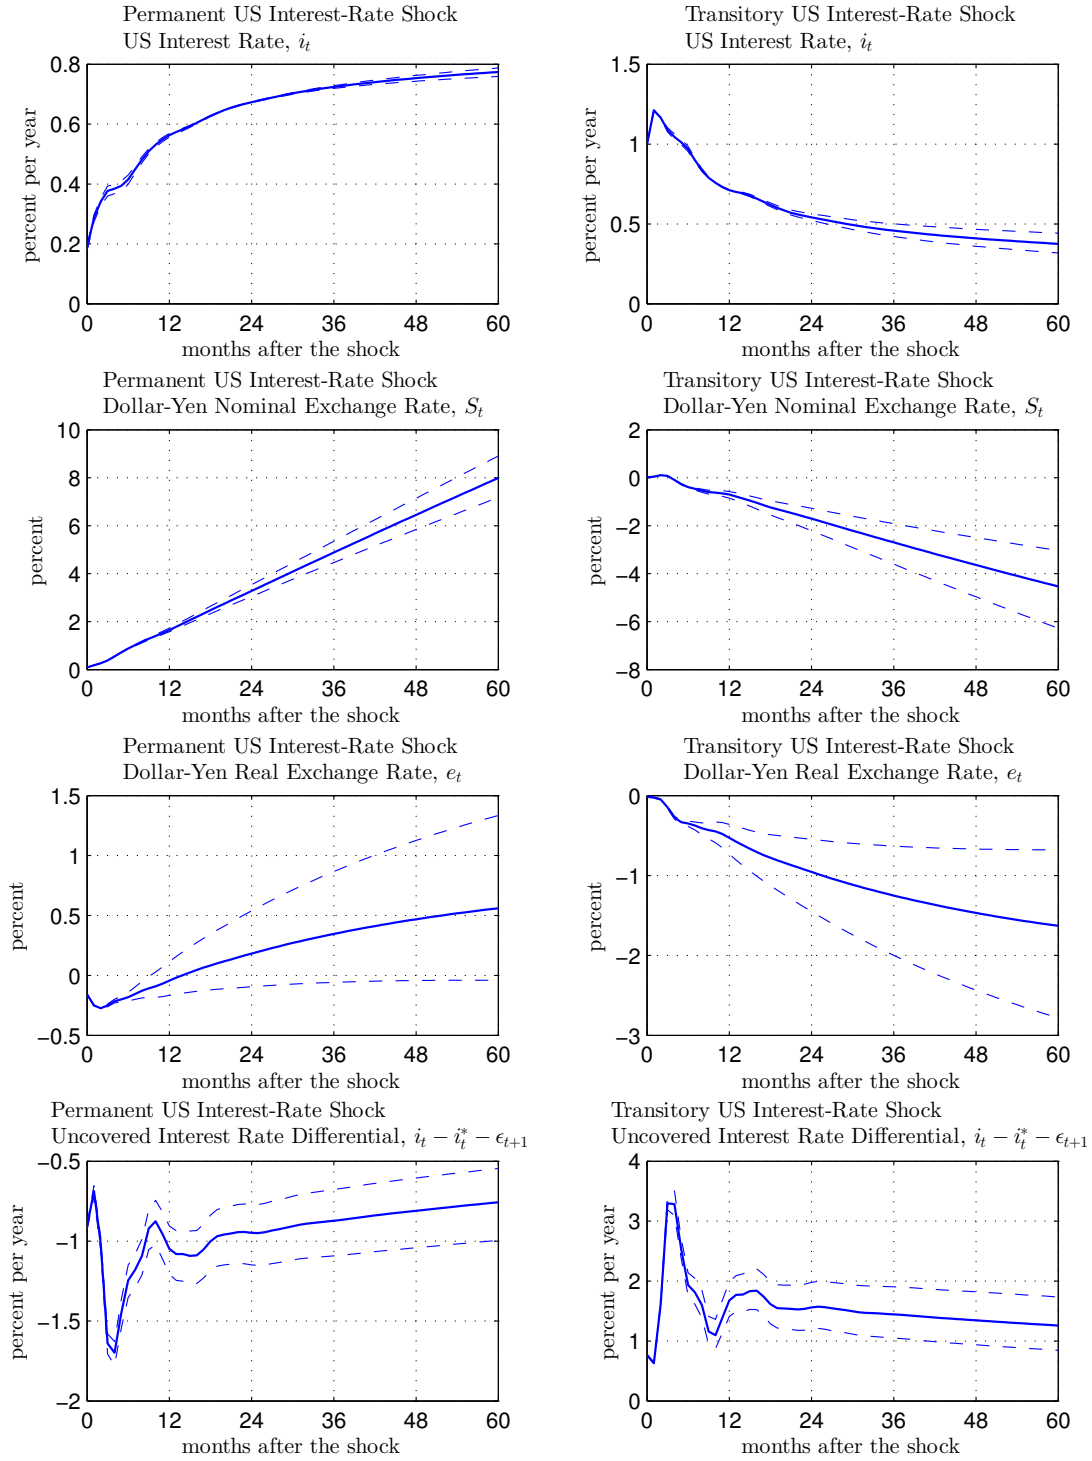 Permanent US Interest-Rate Shock
US Interest Rate, i_t
0.8
0.6
0.4
0.2
0
percent per year
0 12 24 36 48 60
months after the shock
Transitory US Interest-Rate Shock
US Interest Rate, i_t
1.5
1
0.5
0
percent per year
0 12 24 36 48 60
months after the shock
Permanent US Interest-Rate Shock
Dollar-Yen Nominal Exchange Rate, S_t
10
8
6
4
2
0
percent
0 12 24 36 48 60
months after the shock
Transitory US Interest-Rate Shock
Dollar-Yen Nominal Exchange Rate, S_t
2
0
−2
−4
−6
−8
percent
0 12 24 36 48 60
months after the shock
Permanent US Interest-Rate Shock
Dollar-Yen Real Exchange Rate, e_t
1.5
1
0.5
0
−0.5
percent
0 12 24 36 48 60
months after the shock
Transitory US Interest-Rate Shock
Dollar-Yen Real Exchange Rate, e_t
0
−1
−2
−3
percent
0 12 24 36 48 60
months after the shock
Permanent US Interest-Rate Shock
Uncovered Interest Rate Differential, i_t − i_t^* − ϵ_{t+1}
−0.5
−1
−1.5
−2
percent per year
0 12 24 36 48 60
months after the shock
Transitory US Interest-Rate Shock
Uncovered Interest Rate Differential, i_t − i_t^* − ϵ_{t+1}
4
3
2
1
0
percent per year
0 12 24 36 48 60
months after the shock